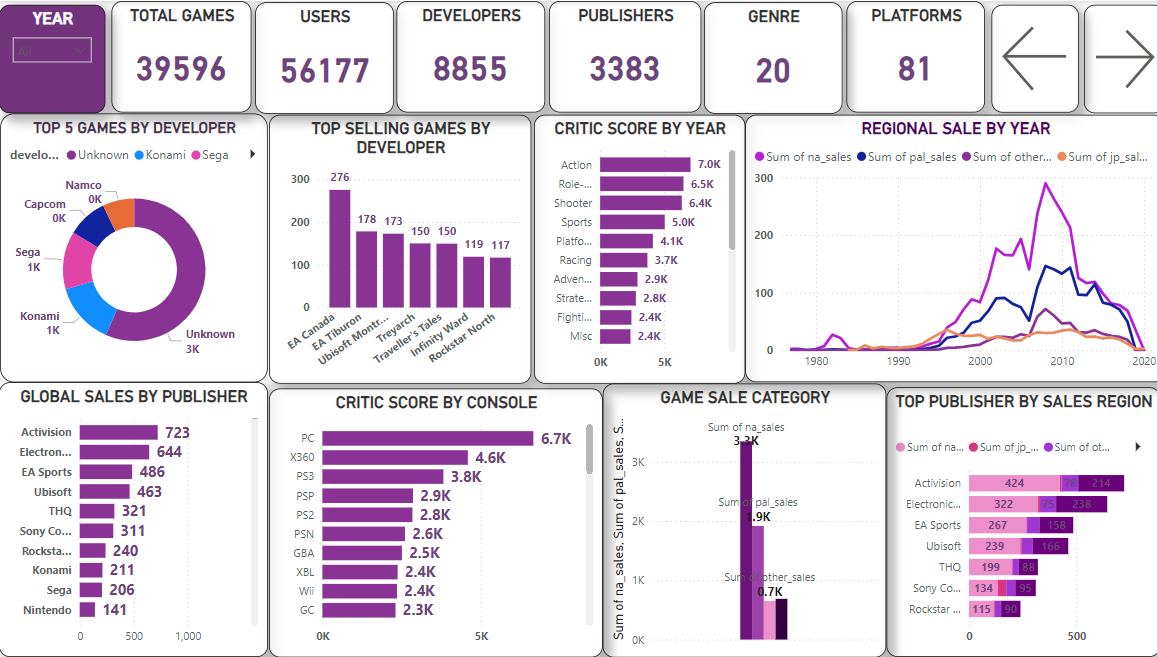 YEAR
All
TOTAL GAMES
39596
USERS
56177
DEVELOPERS
8855
PUBLISHERS
3383
GENRE
20
PLATFORMS
81
TOP 5 GAMES BY DEVELOPER
develo... Unknown Konami Sega
Namco
0K
Capcom
0K
Sega
1K
Konami
1K
Unknown
3K
TOP SELLING GAMES BY
DEVELOPER
300
200
100
0
276
178
173
150
150
119
117
EA Canada
EA Tiburon
Ubisoft Montr...
Treyarch
Traveller's Tales
Infinity Ward
Rockstar North
CRITIC SCORE BY YEAR
Action 7.0K
Role-... 6.5K
Shooter 6.4K
Sports 5.0K
Platfo... 4.1K
Racing 3.7K
Adven... 2.9K
Strate... 2.8K
Fighti... 2.4K
Misc 2.4K
0K 5K
REGIONAL SALE BY YEAR
Sum of na_sales Sum of pal_sales Sum of other... Sum of jp_sal...
300
200
100
0
1980 1990 2000 2010 2020
GLOBAL SALES BY PUBLISHER
Activision 723
Electron... 644
EA Sports 486
Ubisoft 463
THQ 321
Sony Co... 311
Rocksta... 240
Konami 211
Sega 206
Nintendo 141
0 500 1,000
CRITIC SCORE BY CONSOLE
PC 6.7K
X360 4.6K
PS3 3.8K
PSP 2.9K
PS2 2.8K
PSN 2.6K
GBA 2.5K
XBL 2.4K
Wii 2.4K
GC 2.3K
0K 5K
GAME SALE CATEGORY
Sum of na_sales, Sum of pal_sales, S...
3K
2K
1K
0K
Sum of na_sales
3.3K
Sum of pal_sales
1.9K
Sum of other_sales
0.7K
TOP PUBLISHER BY SALES REGION
Sum of na... Sum of jp_... Sum of ot...
Activision 424 78 214
Electronic... 322 75 238
EA Sports 267 158
Ubisoft 239 166
THQ 199 88
Sony Co... 134 95
Rockstar ... 115 90
0 500